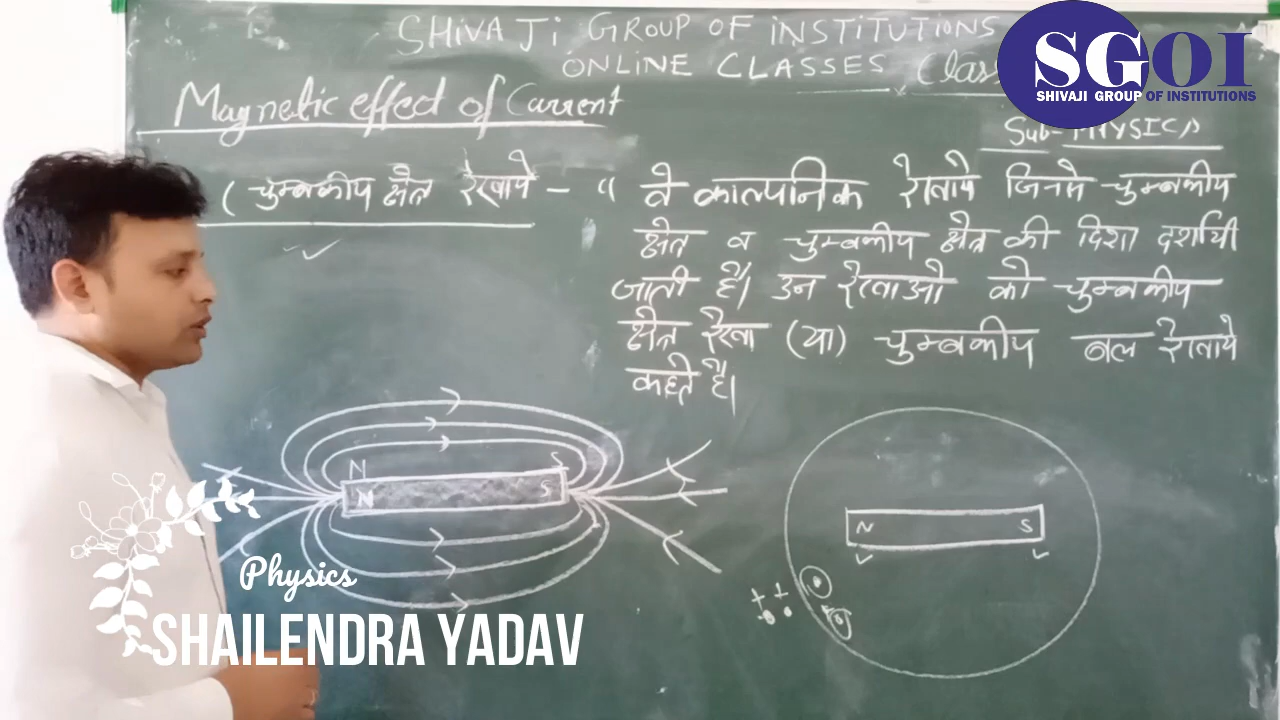 SHIVAJI GROUP OF INSTITUTIONS
ONLINE CLASSES Class
SGOI
SHIVAJI GROUP OF INSTITUTIONS
Magnetic effect of Current
Sub- PHYSICS
( चुम्बकीय क्षेत्र रेखाये – " वे काल्पनिक रेखाये जिनसे चुम्बकीय
क्षेत्र व चुम्बकीय क्षेत्र की दिशा दर्शायी
जाती है। उन रेखाओ को चुम्बकीय
क्षेत्र रेखा (या) चुम्बकीय बल रेखाये
कहते है।
N S
N S
N S
Physics
SHAILENDRA YADAV